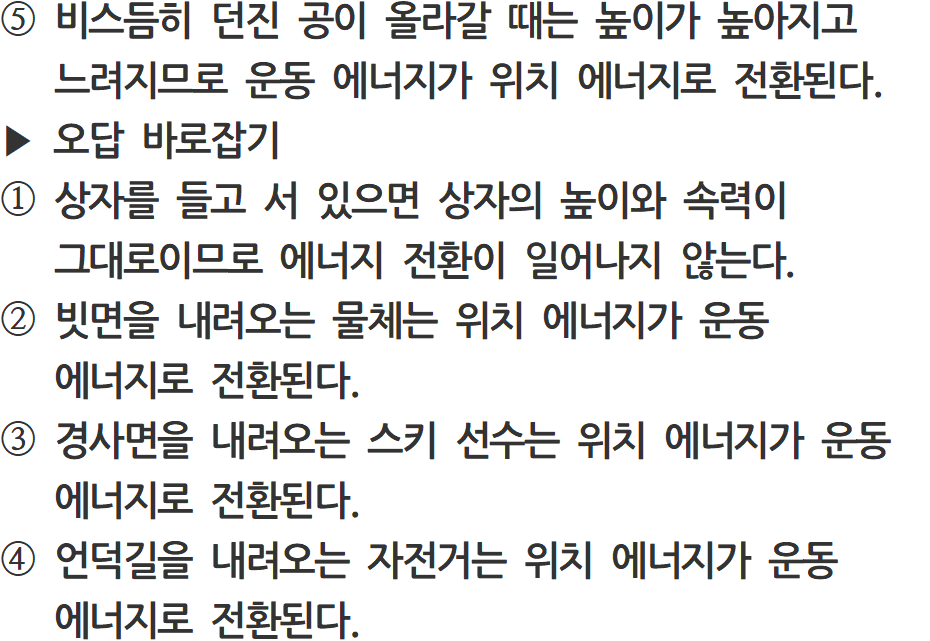 ⑤ 비스듬히 던진 공이 올라갈 때는 높이가 높아지고
느려지므로 운동 에너지가 위치 에너지로 전환된다.
▶ 오답 바로잡기
① 상자를 들고 서 있으면 상자의 높이와 속력이
그대로이므로 에너지 전환이 일어나지 않는다.
② 빗면을 내려오는 물체는 위치 에너지가 운동
에너지로 전환된다.
③ 경사면을 내려오는 스키 선수는 위치 에너지가 운동
에너지로 전환된다.
④ 언덕길을 내려오는 자전거는 위치 에너지가 운동
에너지로 전환된다.